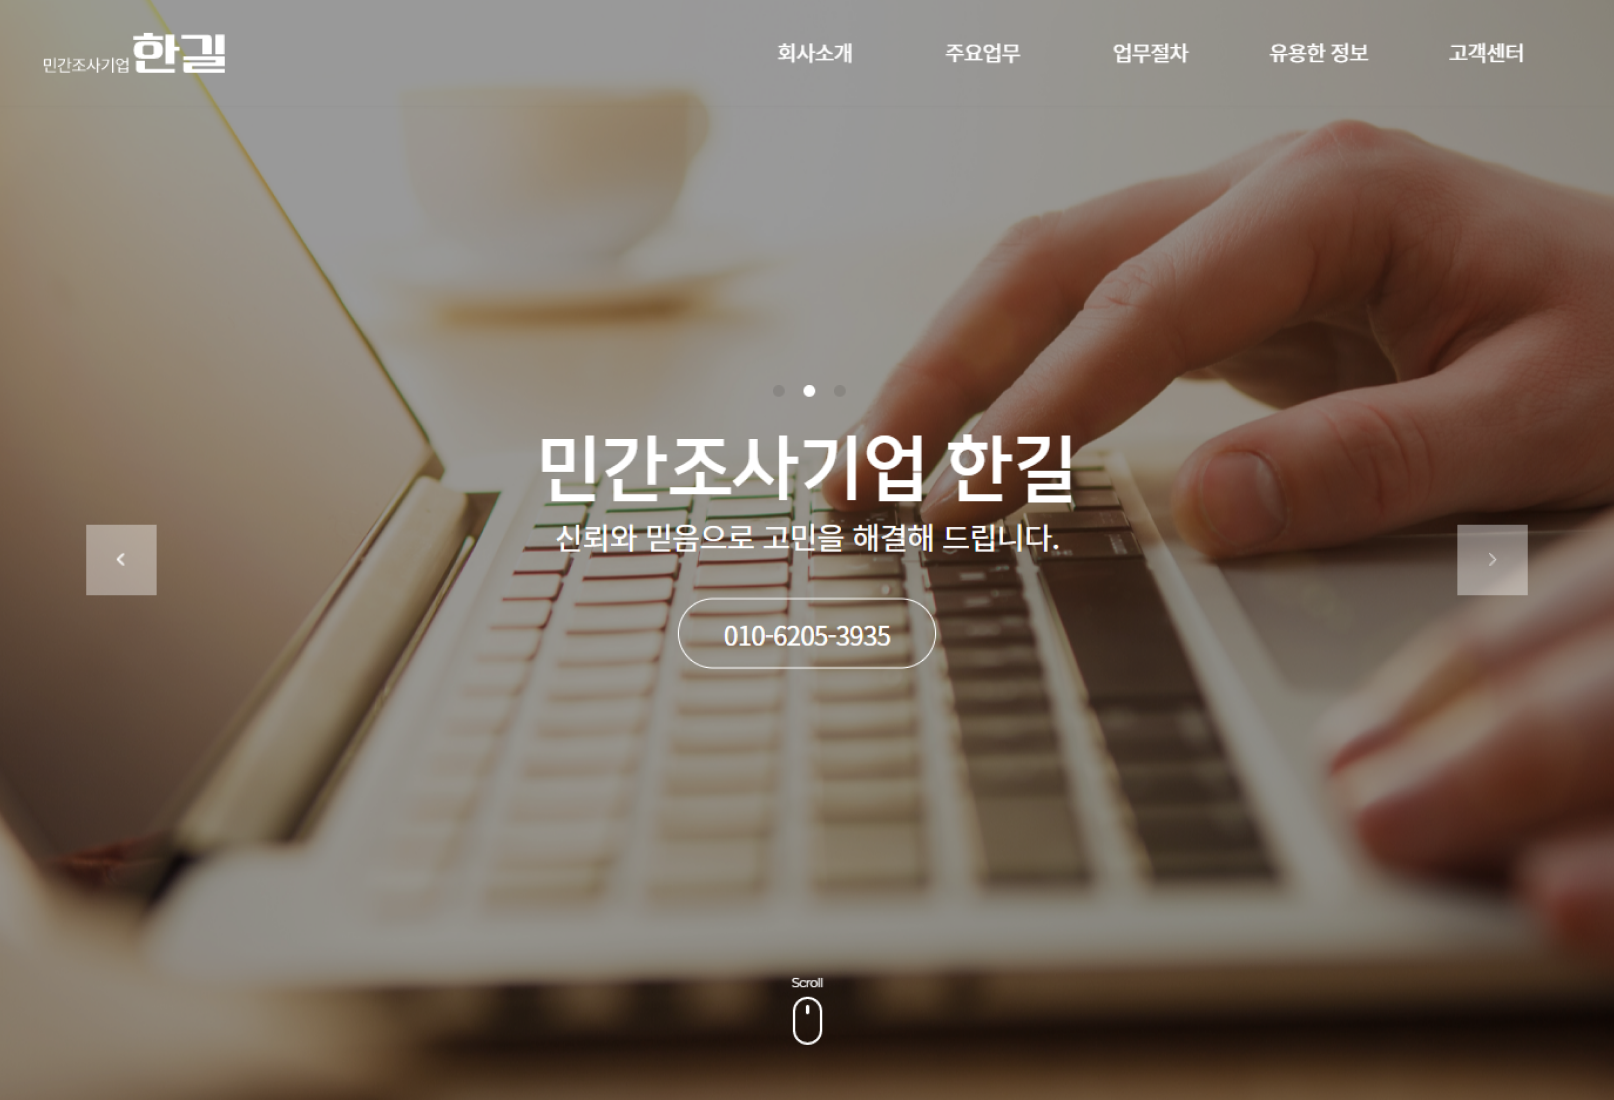 민간조사기업 한길
회사소개 주요업무 업무절차 유용한 정보 고객센터
민간조사기업 한길
신뢰와 믿음으로 고민을 해결해 드립니다.
010-6205-3935
Scroll